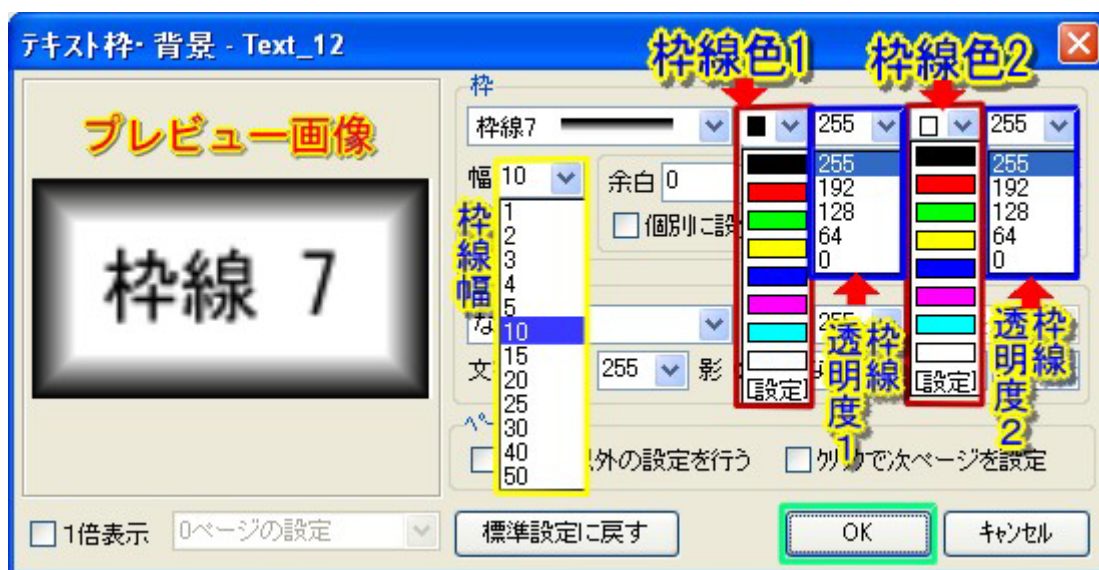 テキスト枠・背景 - Text_12
枠線色1
枠線色2
プレビュー画像
枠線 7
枠
枠線7
255
255
幅
10
余白
0
個別に設
枠線幅
1
2
3
4
5
10
15
20
25
30
40
50
[設定]
255
192
128
64
0
枠線
透明度1
[設定]
255
192
128
64
0
枠線
透明度2
な
255
文
255
影
外の設定を行う
クリックで次ページを設定
1倍表示
0ページの設定
標準設定に戻す
OK
キャンセル